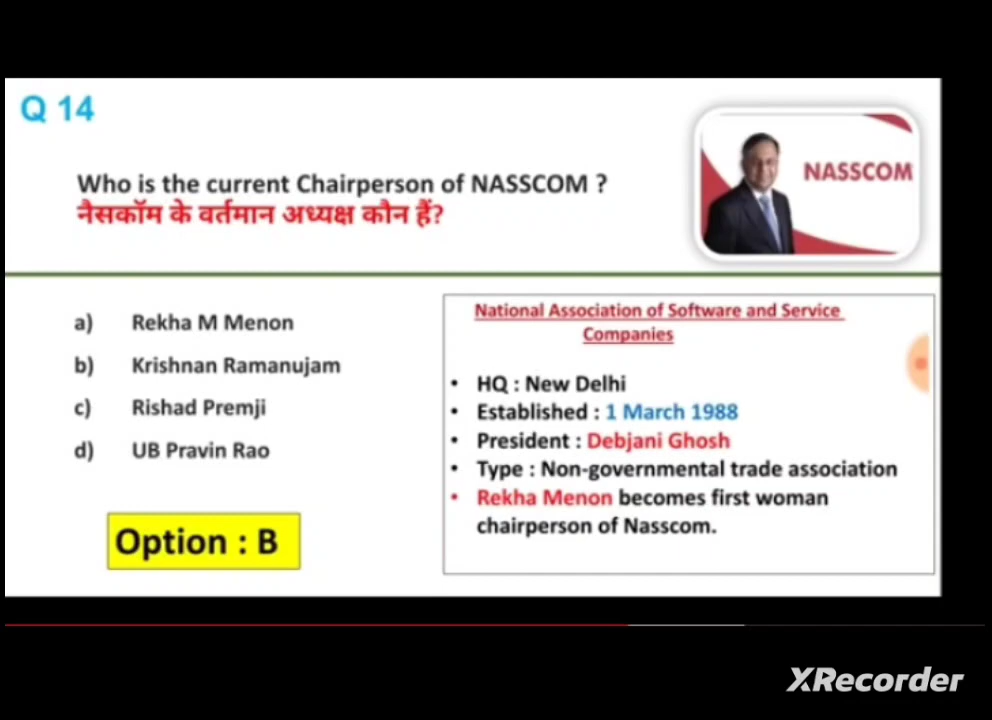 Q 14
Who is the current Chairperson of NASSCOM ?
नैसकॉम के वर्तमान अध्यक्ष कौन हैं?
NASSCOM
a) Rekha M Menon
b) Krishnan Ramanujam
c) Rishad Premji
d) UB Pravin Rao
Option : B
National Association of Software and Service
Companies
• HQ : New Delhi
• Established : 1 March 1988
• President : Debjani Ghosh
• Type : Non-governmental trade association
• Rekha Menon becomes first woman
chairperson of Nasscom.
XRecorder